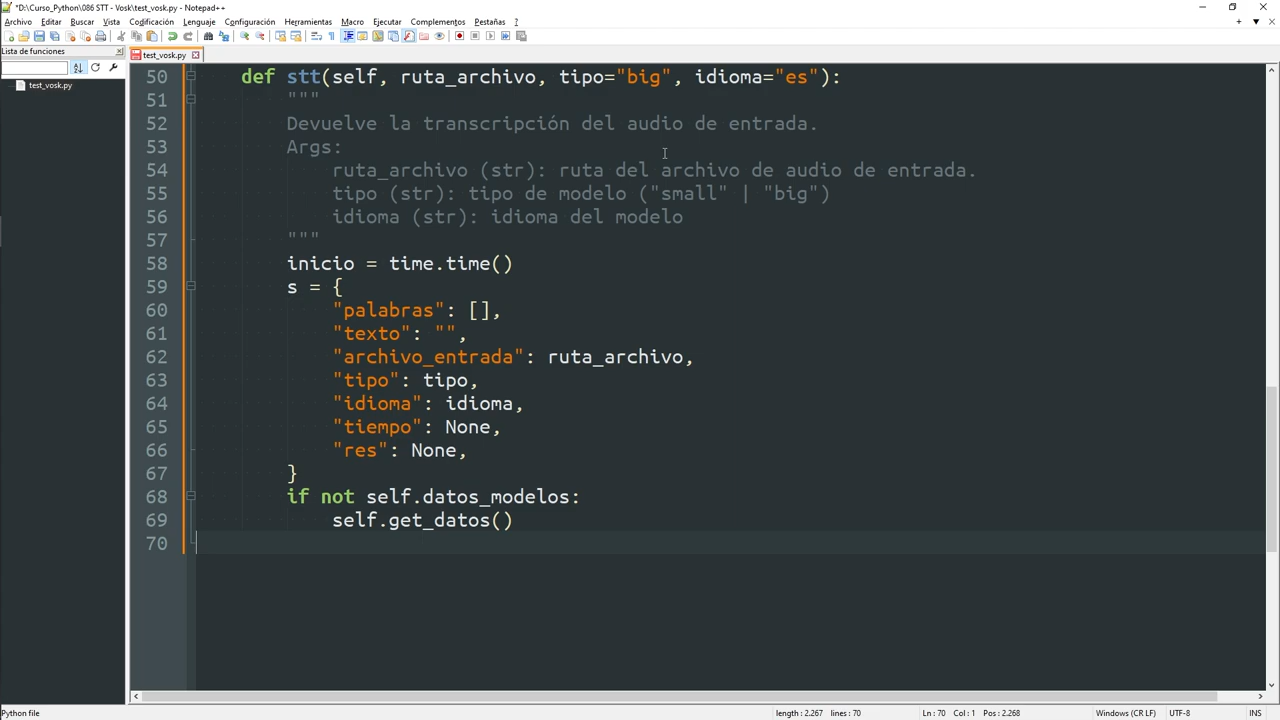 *D:\Curso_Python\086 STT - Vosk\test_vosk.py - Notepad++
Archivo Editar Buscar Vista Codificación Lenguaje Configuración Herramientas Macro Ejecutar Complementos Pestañas ?
Lista de funciones
test_vosk.py
test_vosk.py
50 def stt(self, ruta_archivo, tipo="big", idioma="es"):
51 """
52 Devuelve la transcripción del audio de entrada.
53 Args:
54 ruta_archivo (str): ruta del archivo de audio de entrada.
55 tipo (str): tipo de modelo ("small" | "big")
56 idioma (str): idioma del modelo
57 """
58 inicio = time.time()
59 s = {
60 "palabras": [],
61 "texto": "",
62 "archivo_entrada": ruta_archivo,
63 "tipo": tipo,
64 "idioma": idioma,
65 "tiempo": None,
66 "res": None,
67 }
68 if not self.datos_modelos:
69 self.get_datos()
70
Python file length : 2.267 lines : 70 Ln : 70 Col : 1 Pos : 2.268 Windows (CR LF) UTF-8 INS